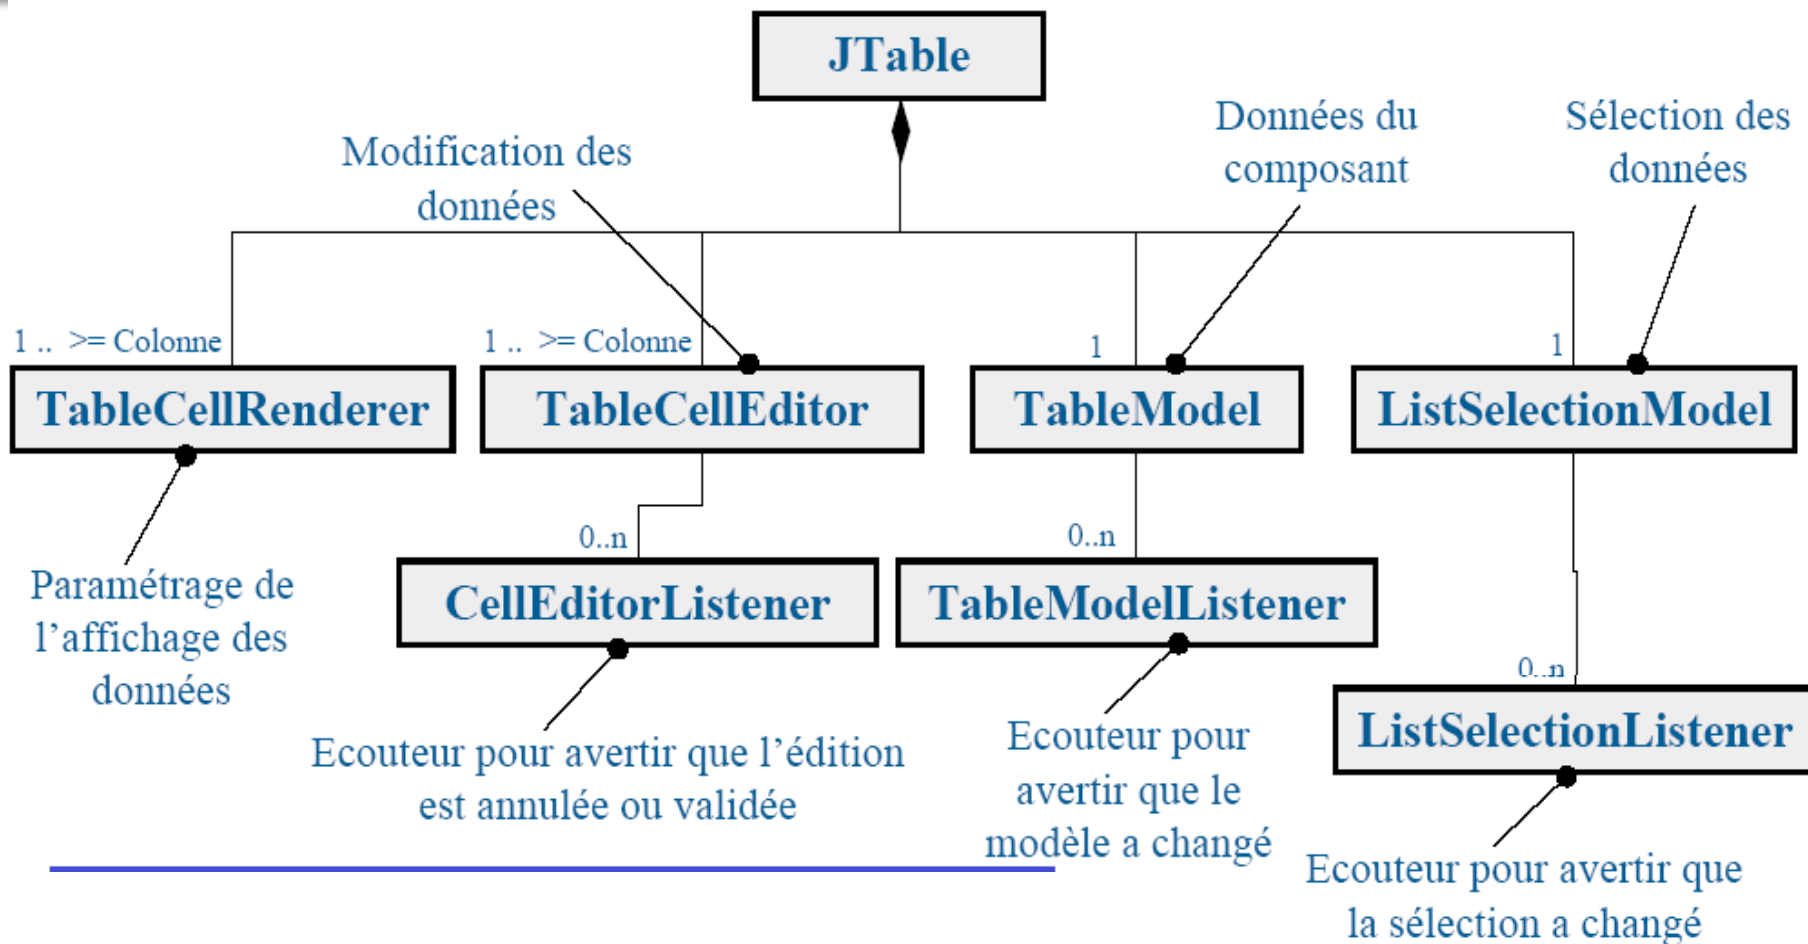 JTable
Modification des
données
Données du
composant
Sélection des
données
1 .. >= Colonne
1 .. >= Colonne
1
1
TableCellRenderer
TableCellEditor
TableModel
ListSelectionModel
0..n
0..n
0..n
Paramétrage de
l’affichage des
données
CellEditorListener
TableModelListener
ListSelectionListener
Ecouteur pour avertir que l’édition
est annulée ou validée
Ecouteur pour
avertir que le
modèle a changé
Ecouteur pour avertir que
la sélection a changé